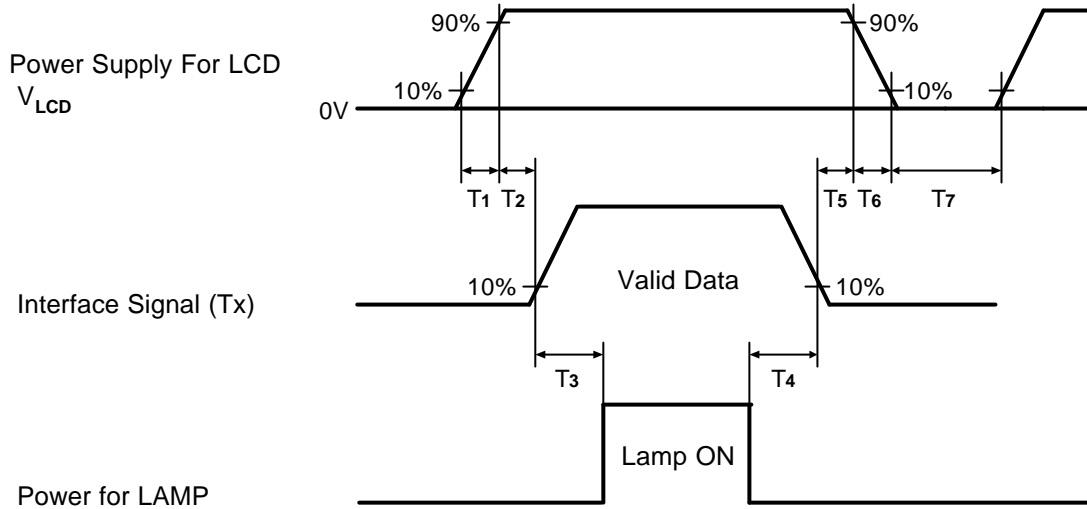 90% 90%
Power Supply For LCD
VLCD
10% 10%
0V
T1 T2 T5 T6 T7
Valid Data
10% 10%
Interface Signal (Tx)
T3 T4
Lamp ON
Power for LAMP